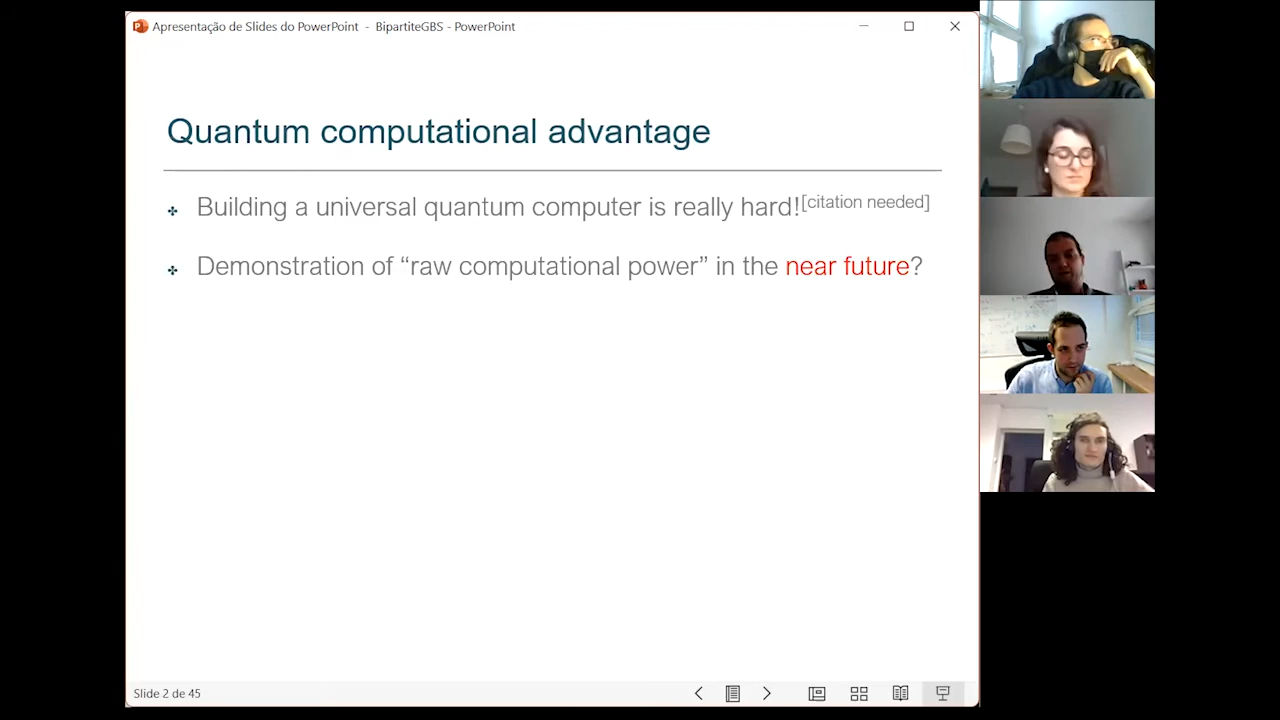 Apresentação de Slides do PowerPoint - BipartiteGBS - PowerPoint
Quantum computational advantage
Building a universal quantum computer is really hard![citation needed]
Demonstration of “raw computational power” in the near future?
Slide 2 de 45